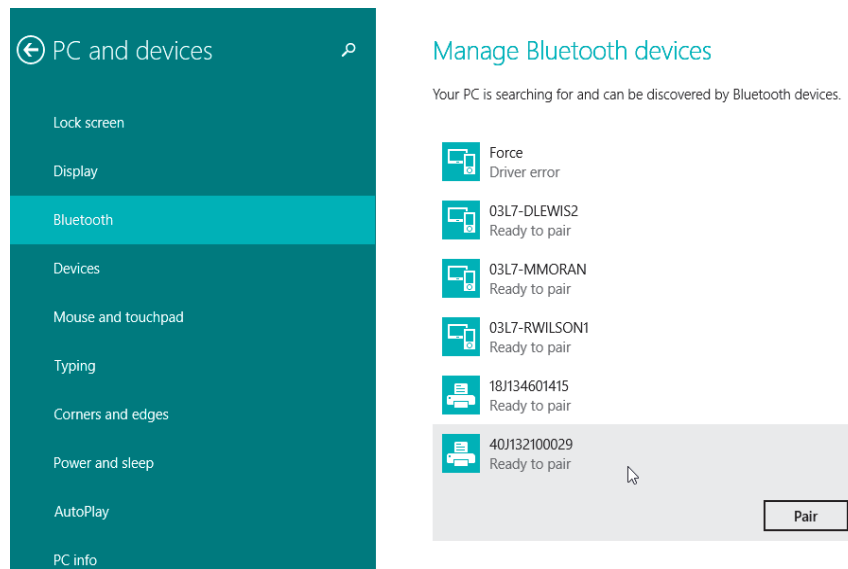 PC and devices
Lock screen
Display
Bluetooth
Devices
Mouse and touchpad
Typing
Corners and edges
Power and sleep
AutoPlay
PC info
Manage Bluetooth devices
Your PC is searching for and can be discovered by Bluetooth devices.
Force
Driver error
03L7-DLEWIS2
Ready to pair
03L7-MMORAN
Ready to pair
03L7-RWILSON1
Ready to pair
18J134601415
Ready to pair
40J132100029
Ready to pair
Pair